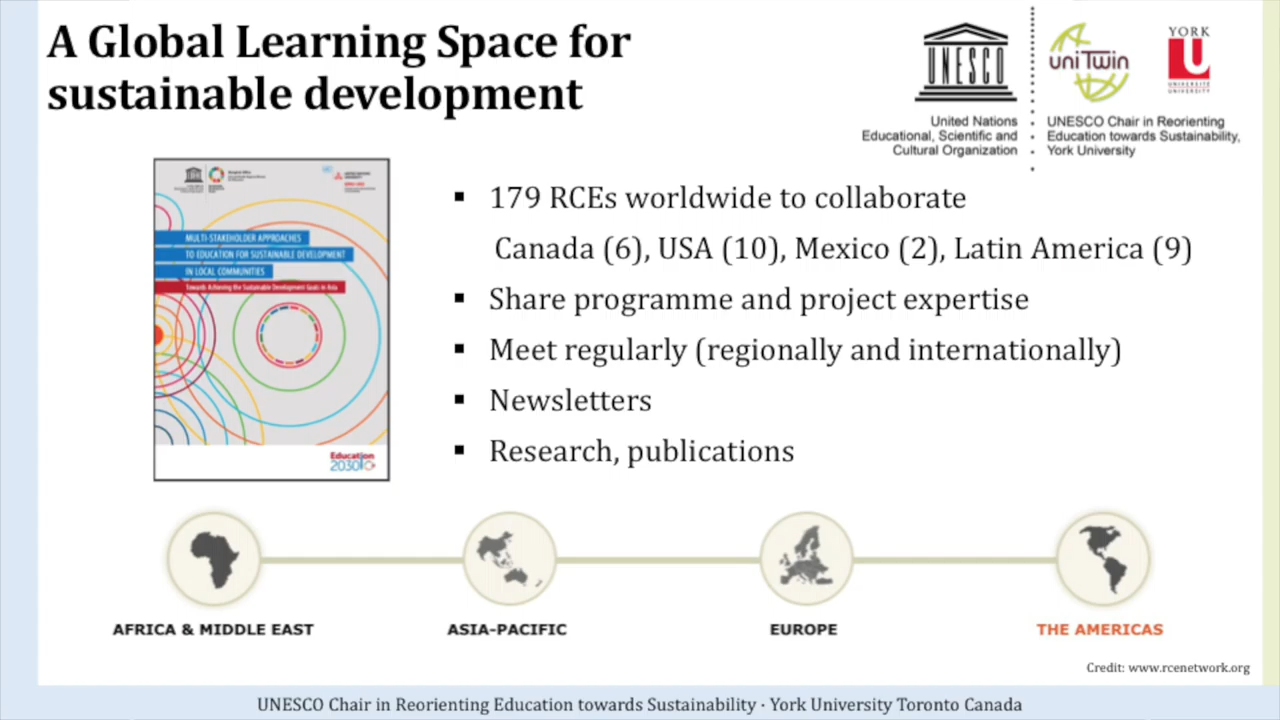 A Global Learning Space for
sustainable development
UNESCO
United Nations
Educational, Scientific and
Cultural Organization
uniTwin
YORK
U
UNIVERSITÉ
UNIVERSITY
UNESCO Chair in Reorienting
Education towards Sustainability,
York University
MULTI-STAKEHOLDER APPROACHES
TO EDUCATION FOR SUSTAINABLE DEVELOPMENT
IN LOCAL COMMUNITIES
Towards Achieving the Sustainable Development Goals in Asia
Education
2030
▪ 179 RCEs worldwide to collaborate
Canada (6), USA (10), Mexico (2), Latin America (9)
▪ Share programme and project expertise
▪ Meet regularly (regionally and internationally)
▪ Newsletters
▪ Research, publications
AFRICA & MIDDLE EAST
ASIA-PACIFIC
EUROPE
THE AMERICAS
Credit: www.rcenetwork.org
UNESCO Chair in Reorienting Education towards Sustainability · York University Toronto Canada